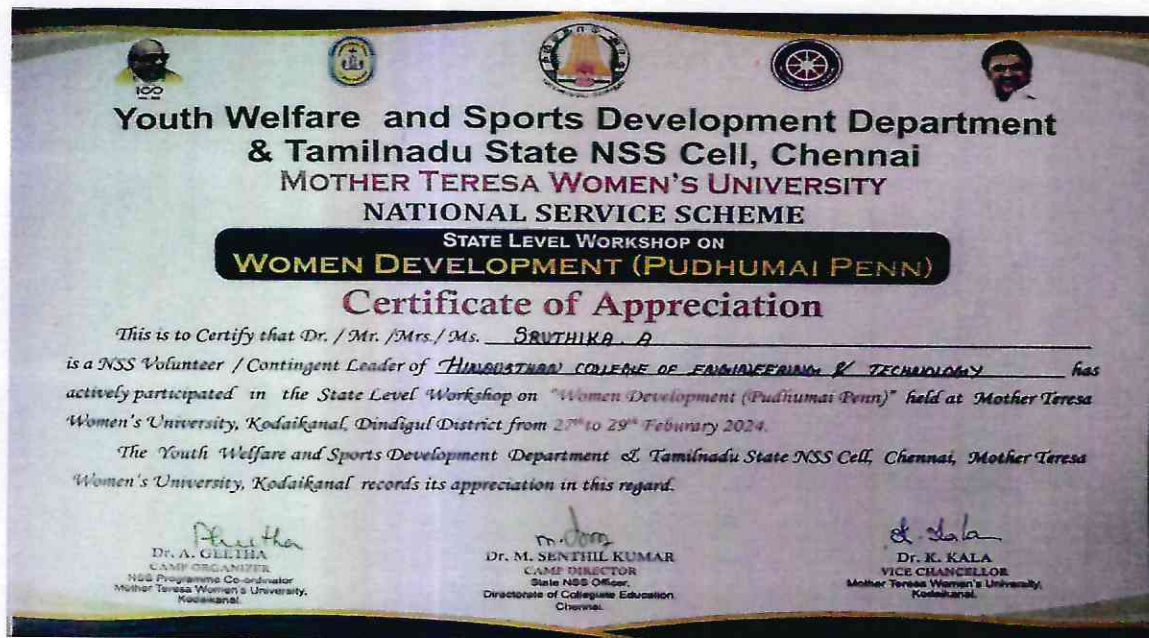 100
Youth Welfare and Sports Development Department
& Tamilnadu State NSS Cell, Chennai
MOTHER TERESA WOMEN'S UNIVERSITY
NATIONAL SERVICE SCHEME
STATE LEVEL WORKSHOP ON
WOMEN DEVELOPMENT (PUDHUMAI PENN)
Certificate of Appreciation
This is to Certify that Dr. / Mr. /Mrs./ Ms. SRUTHIKA A
is a NSS Volunteer / Contingent Leader of HINDUSTHAN COLLEGE OF ENGINEERING & TECHNOLOGY has
actively participated in the State Level Workshop on "Women Development (Pudhumai Penn)" held at Mother Teresa
Women's University, Kodaikanal, Dindigul District from 27th to 29th Feburary 2024.
The Youth Welfare and Sports Development Department & Tamilnadu State NSS Cell, Chennai, Mother Teresa
Women's University, Kodaikanal records its appreciation in this regard.
Dr. A. GEETHA
CAMP ORGANIZER
NSS Programme Co-ordinator
Mother Teresa Women's University,
Kodaikanal.
Dr. M. SENTHIL KUMAR
CAMP DIRECTOR
State NSS Officer,
Directorate of Collegiate Education,
Chennai.
Dr. K. KALA
VICE CHANCELLOR
Mother Teresa Women's University,
Kodaikanal.